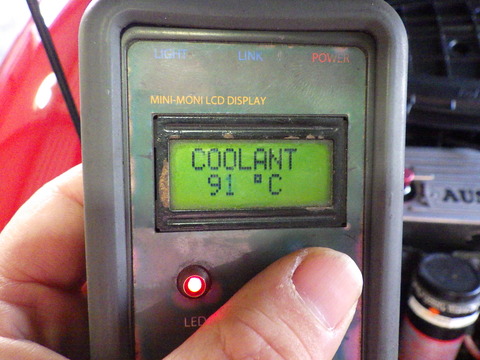 LIGHT LINK POWER
MINI-MONI LCD DISPLAY
COOLANT
91 °C
LED